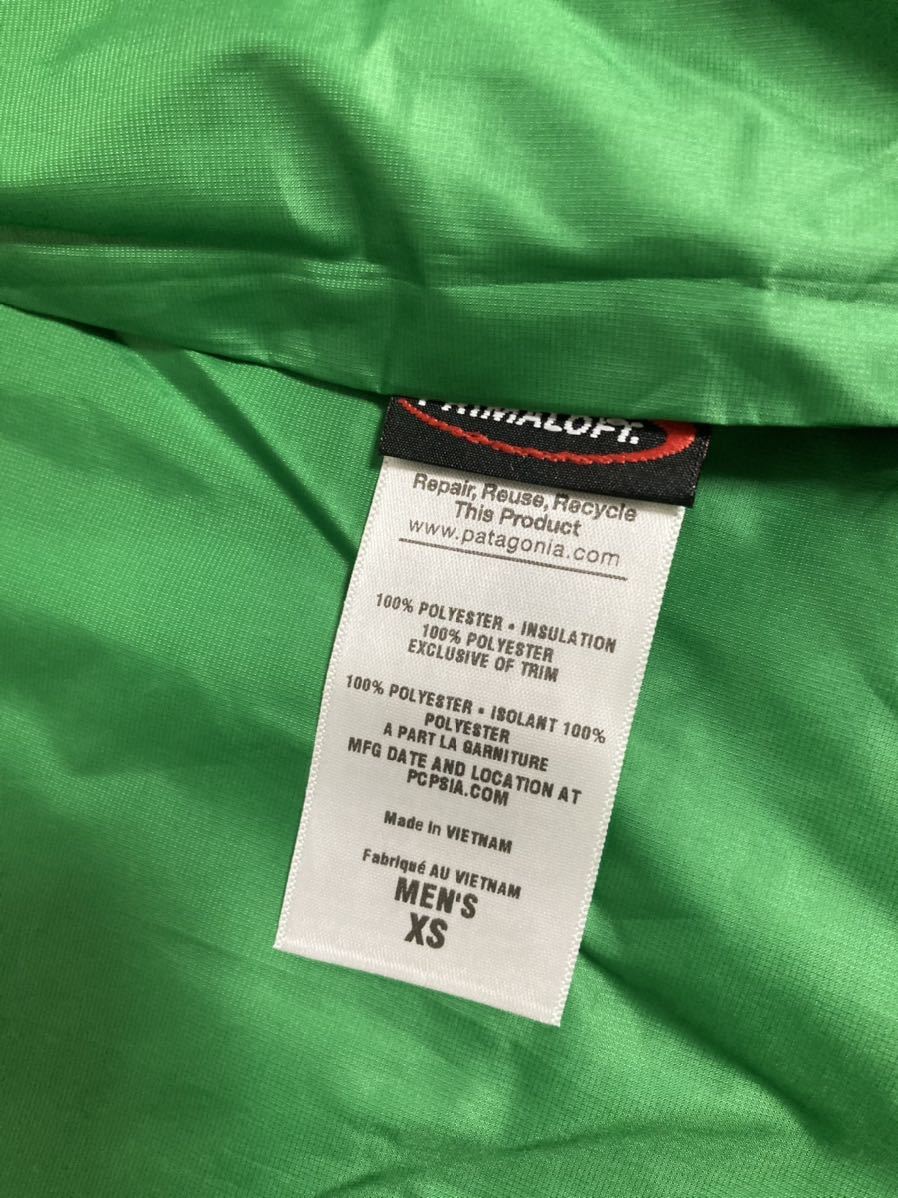 PRIMALOFT.
Repair, Reuse, Recycle
This Product
www.patagonia.com
100% POLYESTER • INSULATION
100% POLYESTER
EXCLUSIVE OF TRIM
100% POLYESTER • ISOLANT 100%
POLYESTER
A PART LA GARNITURE
MFG DATE AND LOCATION AT
PCPSIA.COM
Made in VIETNAM
Fabriqué AU VIETNAM
MEN'S
XS